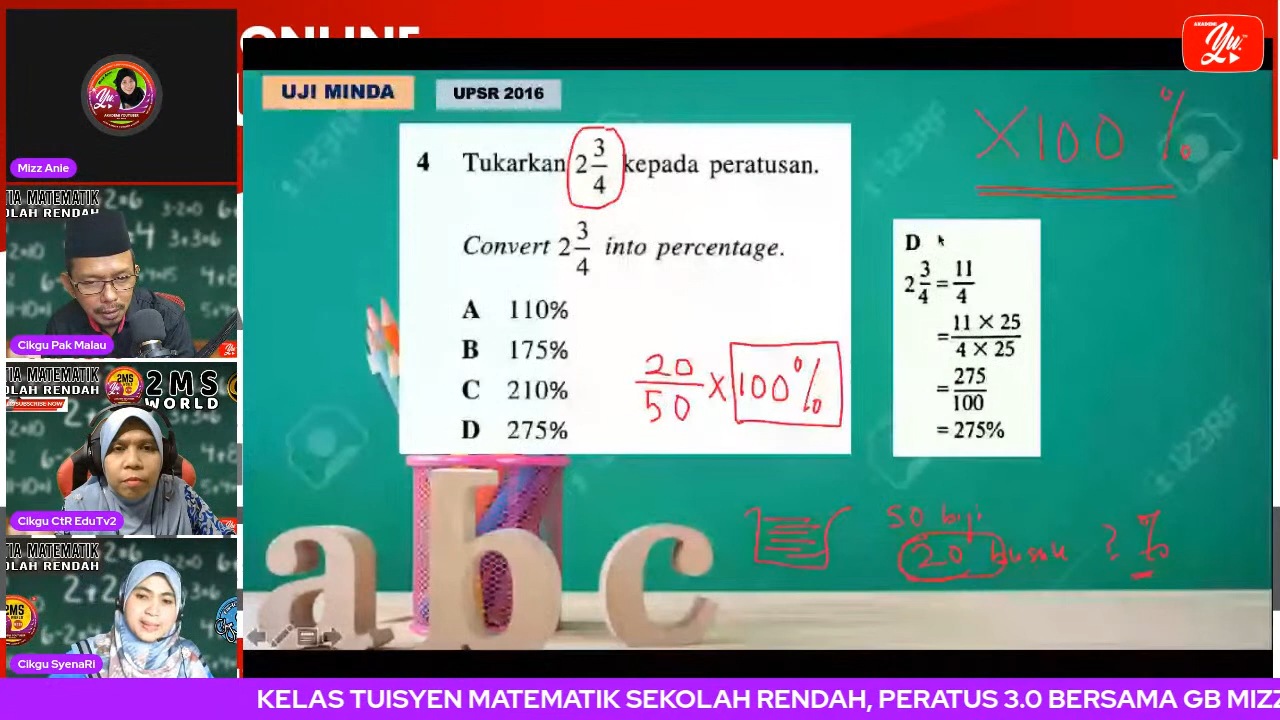 ONLINE
AKADEMI
Yu.
Mizz Anie
Cikgu Pak Malau
2MS
WORLD
Cikgu CtR EduTv2
Cikgu SyenaRi
UJI MINDA
UPSR 2016
4 Tukarkan 2 3/4 kepada peratusan.
Convert 2 3/4 into percentage.
A 110%
B 175%
C 210%
D 275%
20/50 × 100%
×100%
D
2 3/4 = 11/4
= 11 × 25 / 4 × 25
= 275/100
= 275%
50 biji
20 busuk ? %
abc
KELAS TUISYEN MATEMATIK SEKOLAH RENDAH, PERATUS 3.0 BERSAMA GB MIZZ